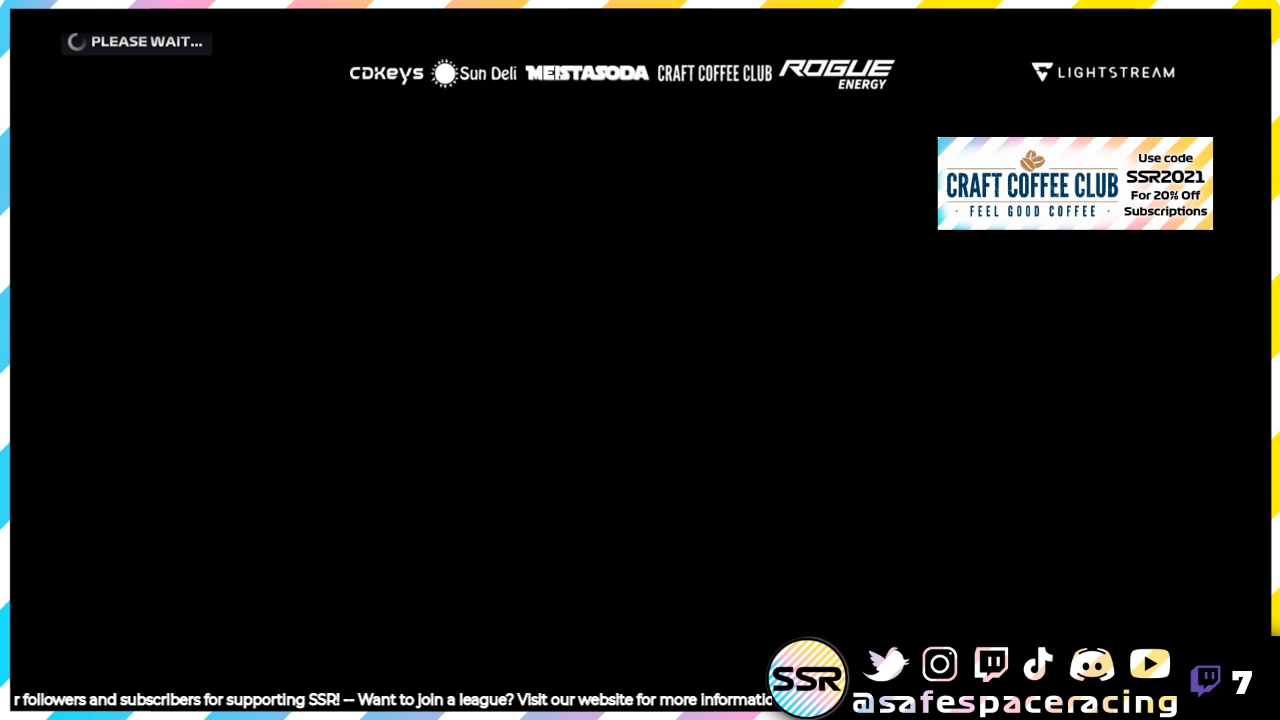 PLEASE WAIT...
CDKeys Sun Deli MEISTASODA CRAFT COFFEE CLUB ROGUE ENERGY LIGHTSTREAM
CRAFT COFFEE CLUB
· FEEL GOOD COFFEE ·
Use code
SSR2021
For 20% Off
Subscriptions
r followers and subscribers for supporting SSR! -- Want to join a league? Visit our website for more informatio
SSR
@safespaceracing
7